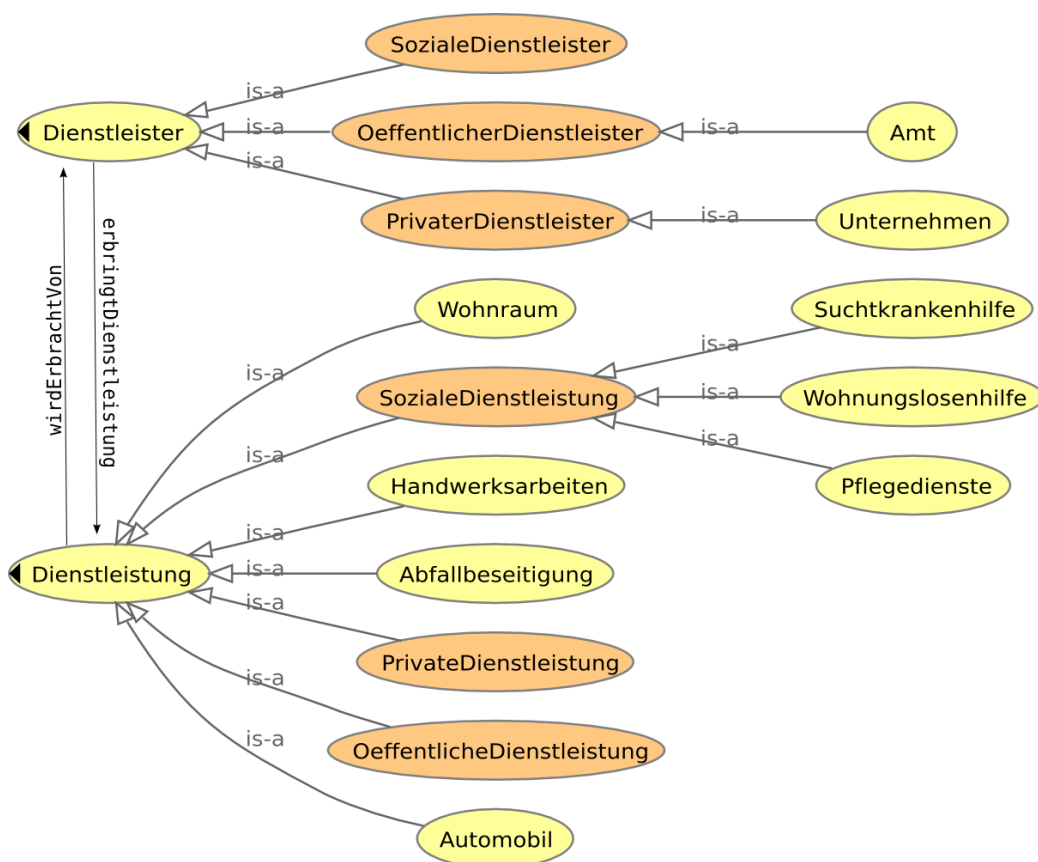 SozialeDienstleister
is-a
Dienstleister
is-a
OeffentlicherDienstleister
is-a
Amt
is-a
PrivaterDienstleister
is-a
Unternehmen
wirdErbrachtVon
erbringtDienstleistung
Wohnraum
is-a
Suchtkrankenhilfe
is-a
SozialeDienstleistung
is-a
Wohnungslosenhilfe
is-a
is-a
Pflegedienste
Handwerksarbeiten
is-a
Dienstleistung
is-a
Abfallbeseitigung
is-a
PrivateDienstleistung
is-a
OeffentlicheDienstleistung
is-a
Automobil